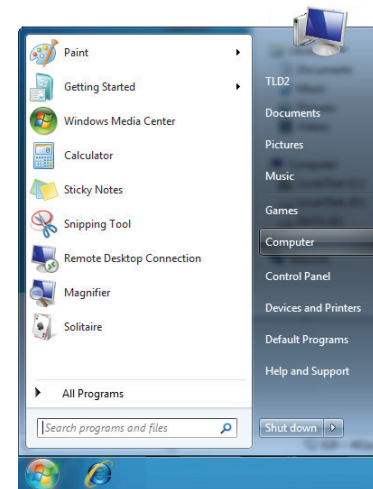 Paint
Getting Started
Windows Media Center
Calculator
Sticky Notes
Snipping Tool
Remote Desktop Connection
Magnifier
Solitaire
All Programs
Search programs and files
TLD2
Documents
Pictures
Music
Games
Computer
Control Panel
Devices and Printers
Default Programs
Help and Support
Shut down